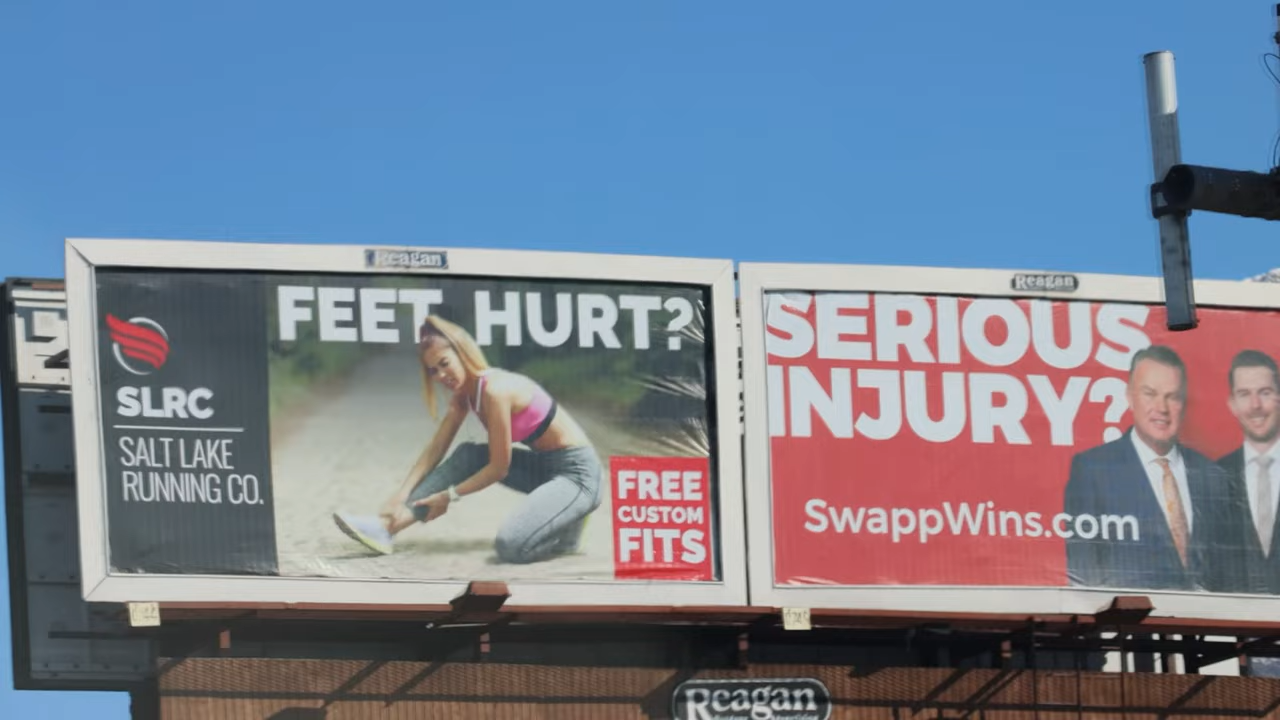 Reagan
FEET HURT?
SLRC
SALT LAKE
RUNNING CO.
FREE
CUSTOM
FITS
Reagan
SERIOUS
INJURY?
SwappWins.com
Reagan